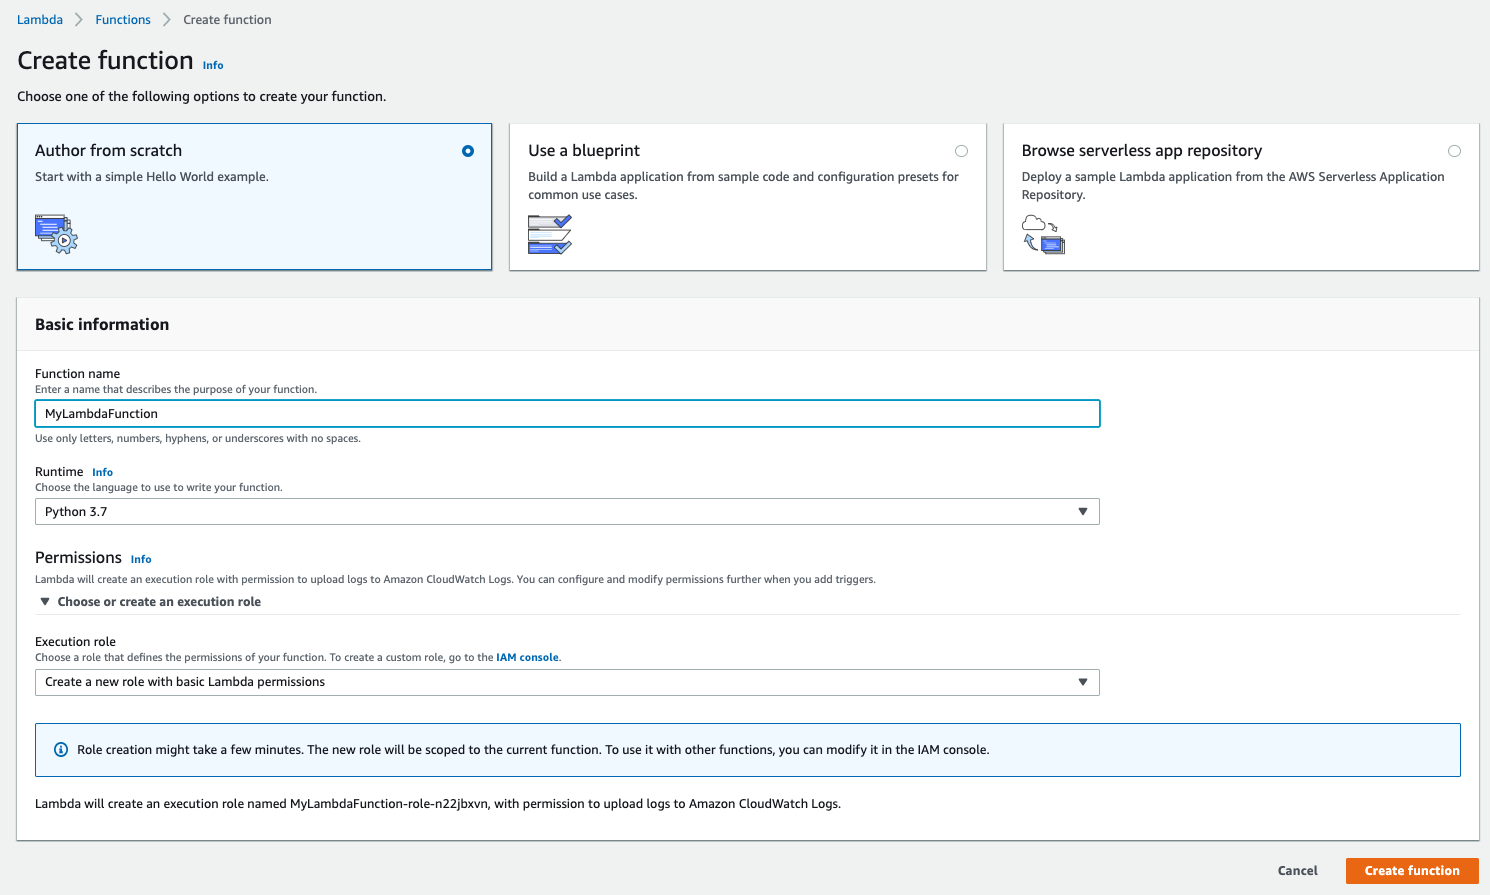 Lambda > Functions > Create function
Create function Info
Choose one of the following options to create your function.
Author from scratch
Start with a simple Hello World example.
Use a blueprint
Build a Lambda application from sample code and configuration presets for
common use cases.
Browse serverless app repository
Deploy a sample Lambda application from the AWS Serverless Application
Repository.
Basic information
Function name
Enter a name that describes the purpose of your function.
MyLambdaFunction
Use only letters, numbers, hyphens, or underscores with no spaces.
Runtime Info
Choose the language to use to write your function.
Python 3.7
Permissions Info
Lambda will create an execution role with permission to upload logs to Amazon CloudWatch Logs. You can configure and modify permissions further when you add triggers.
Choose or create an execution role
Execution role
Choose a role that defines the permissions of your function. To create a custom role, go to the IAM console.
Create a new role with basic Lambda permissions
Role creation might take a few minutes. The new role will be scoped to the current function. To use it with other functions, you can modify it in the IAM console.
Lambda will create an execution role named MyLambdaFunction-role-n22jbxvn, with permission to upload logs to Amazon CloudWatch Logs.
Cancel Create function